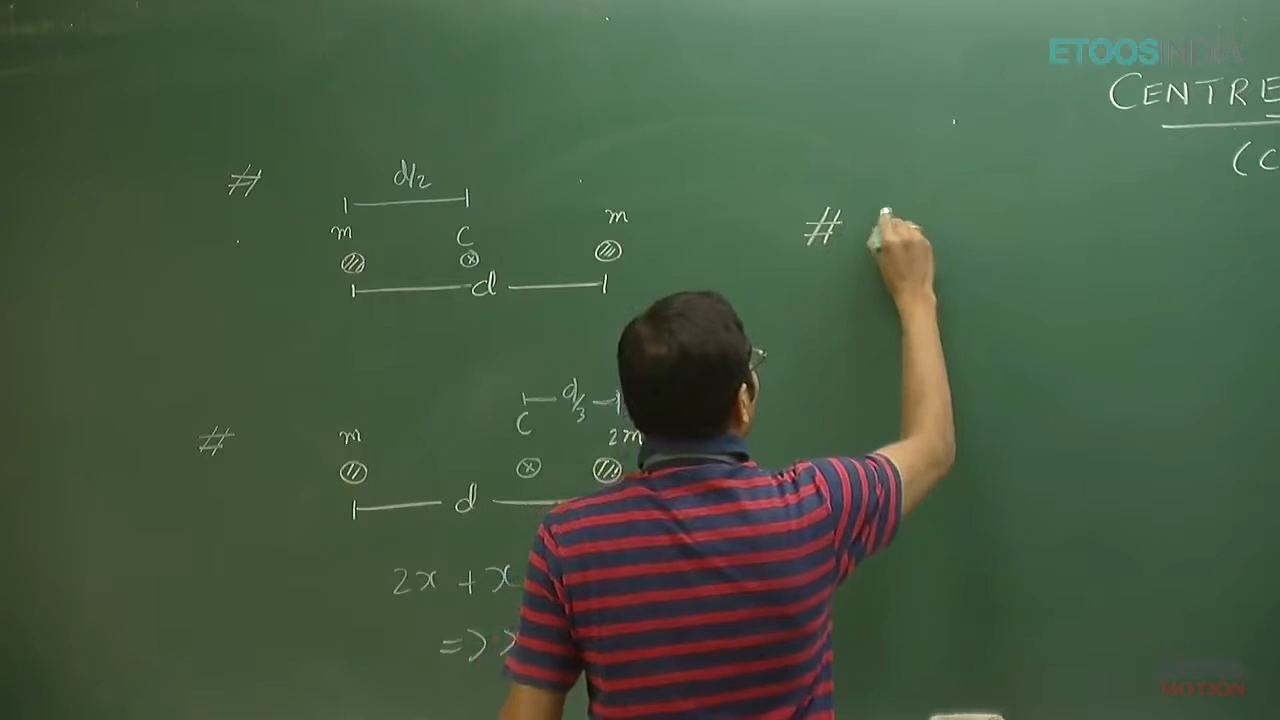 ETOOSINDIA
CENTRE
(C
#
d/2
m
C
m
d
#
d/3
C
m
2m
d
2x + x
=>
#
MOTION